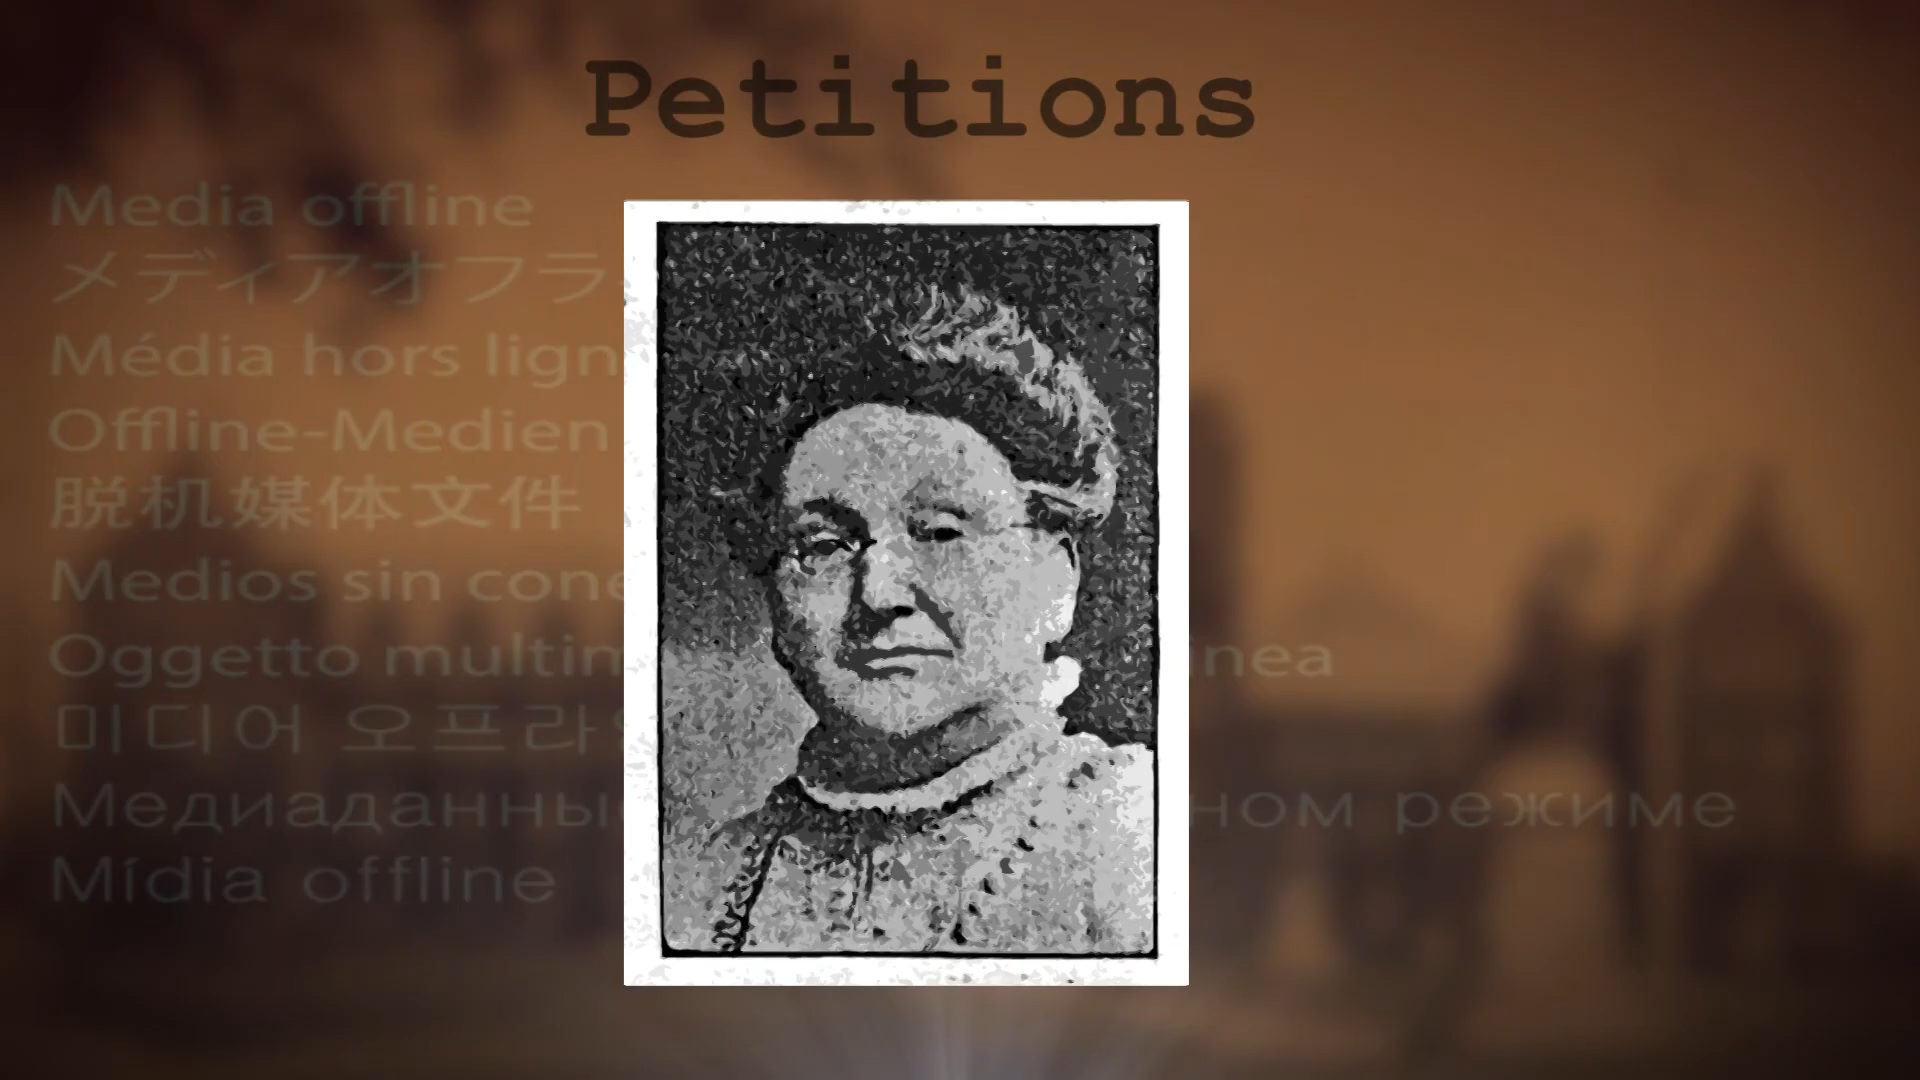 Petitions
Media offline
メディアオフラ
Média hors lign
Offline-Medien
脱机媒体文件
Medios sin cone
Oggetto multim inea
미디어 오프라
Медиаданны ном режиме
Mídia offline